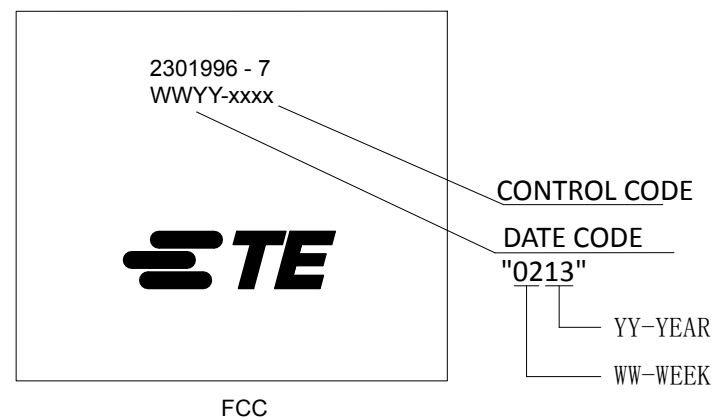 2301996 - 7
WWYY-xxxx
CONTROL CODE
DATE CODE
"0213"
TE
YY-YEAR
WW-WEEK
FCC